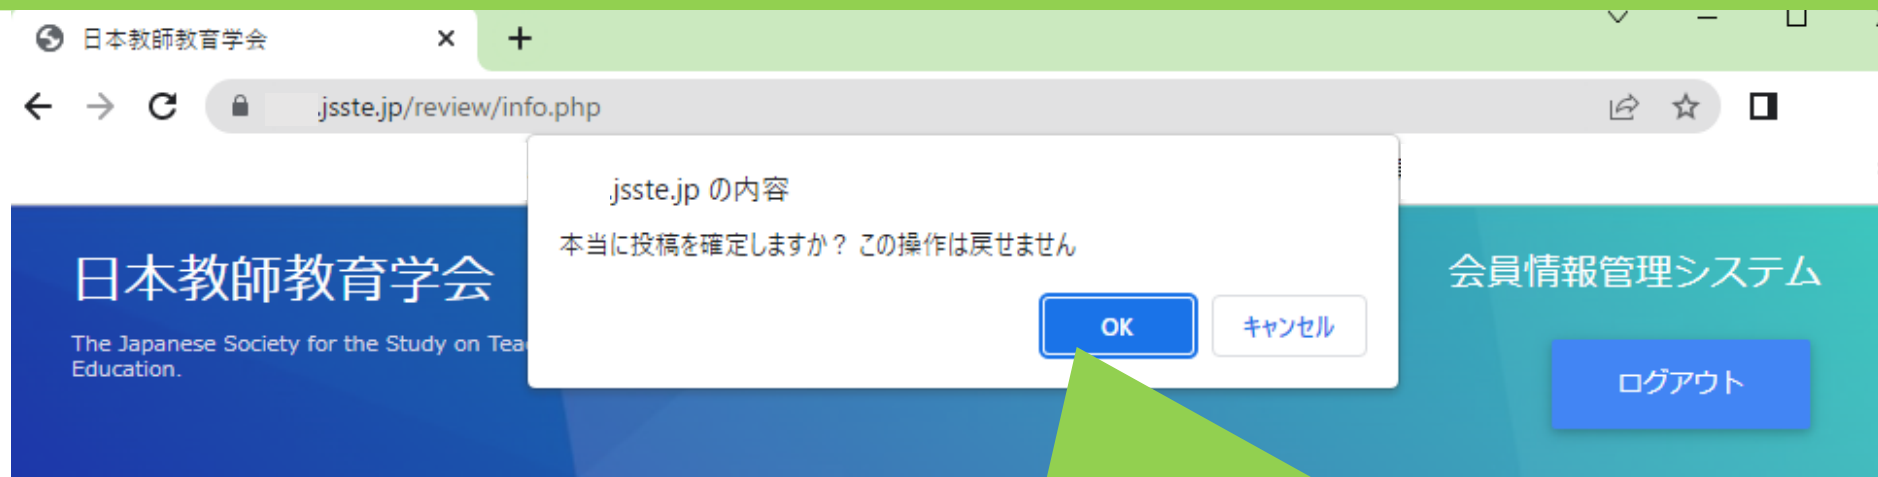 日本教師教育学会
.jsste.jp/review/info.php
.jsste.jp の内容
本当に投稿を確定しますか？ この操作は戻せません
OK
キャンセル
日本教師教育学会
The Japanese Society for the Study on Tea
Education.
会員情報管理システム
ログアウト